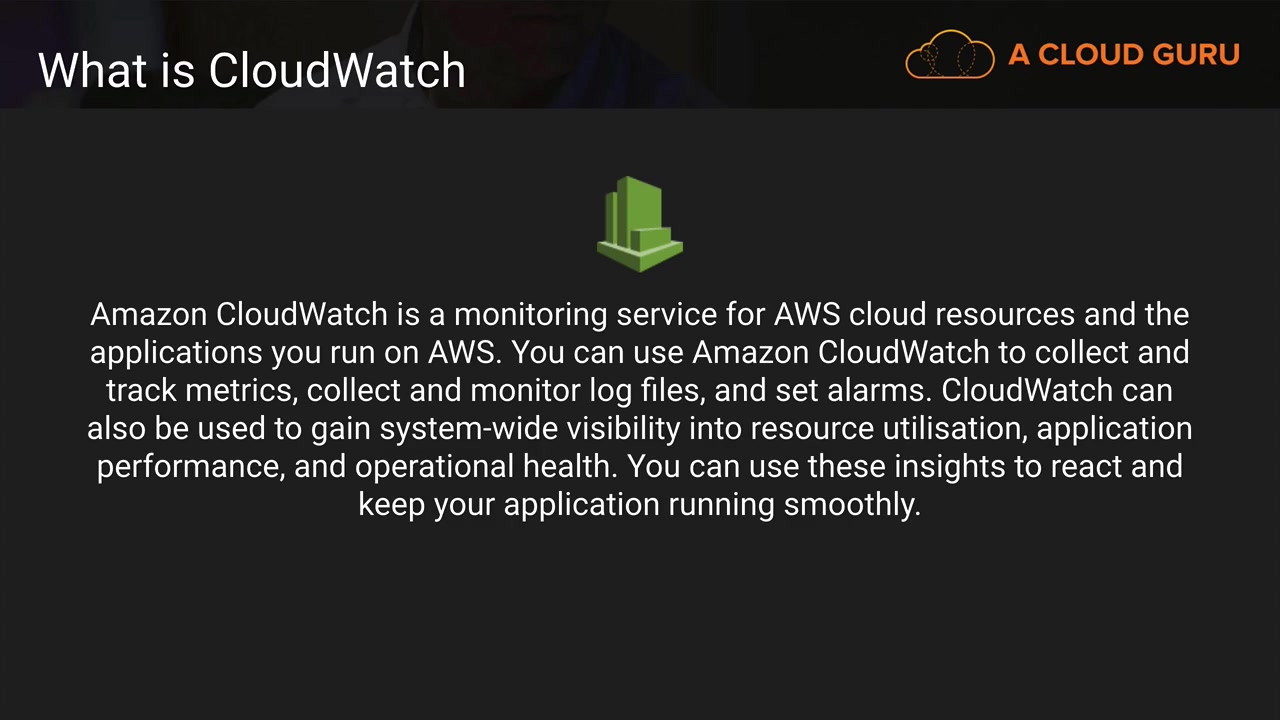 What is CloudWatch
A CLOUD GURU
Amazon CloudWatch is a monitoring service for AWS cloud resources and the
applications you run on AWS. You can use Amazon CloudWatch to collect and
track metrics, collect and monitor log files, and set alarms. CloudWatch can
also be used to gain system-wide visibility into resource utilisation, application
performance, and operational health. You can use these insights to react and
keep your application running smoothly.